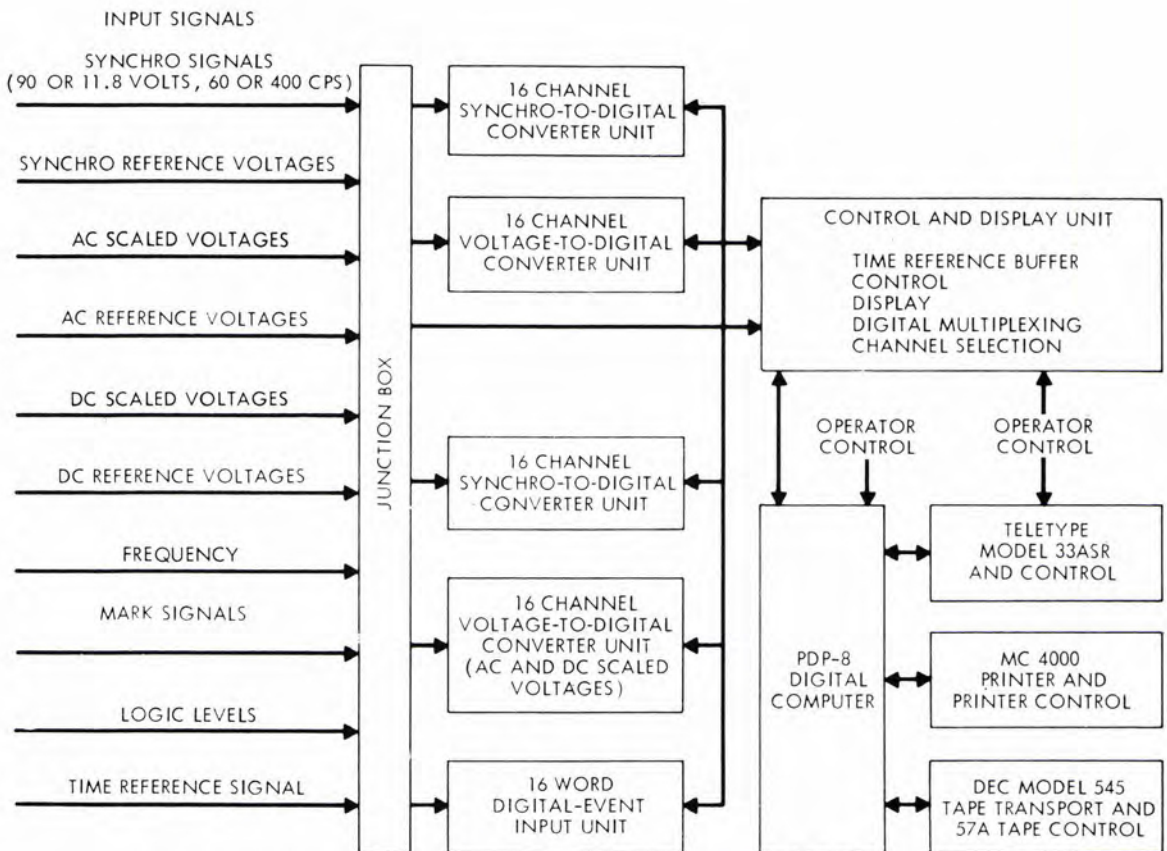 INPUT SIGNALS
SYNCHRO SIGNALS
(90 OR 11.8 VOLTS, 60 OR 400 CPS)
SYNCHRO REFERENCE VOLTAGES
AC SCALED VOLTAGES
AC REFERENCE VOLTAGES
DC SCALED VOLTAGES
DC REFERENCE VOLTAGES
FREQUENCY
MARK SIGNALS
LOGIC LEVELS
TIME REFERENCE SIGNAL
JUNCTION BOX
16 CHANNEL
SYNCHRO-TO-DIGITAL
CONVERTER UNIT
16 CHANNEL
VOLTAGE-TO-DIGITAL
CONVERTER UNIT
16 CHANNEL
SYNCHRO-TO-DIGITAL
CONVERTER UNIT
16 CHANNEL
VOLTAGE-TO-DIGITAL
CONVERTER UNIT
(AC AND DC SCALED
VOLTAGES)
16 WORD
DIGITAL-EVENT
INPUT UNIT
CONTROL AND DISPLAY UNIT
TIME REFERENCE BUFFER
CONTROL
DISPLAY
DIGITAL MULTIPLEXING
CHANNEL SELECTION
OPERATOR
CONTROL
OPERATOR
CONTROL
PDP-8
DIGITAL
COMPUTER
TELETYPE
MODEL 33ASR
AND CONTROL
MC 4000
PRINTER AND
PRINTER CONTROL
DEC MODEL 545
TAPE TRANSPORT AND
57A TAPE CONTROL